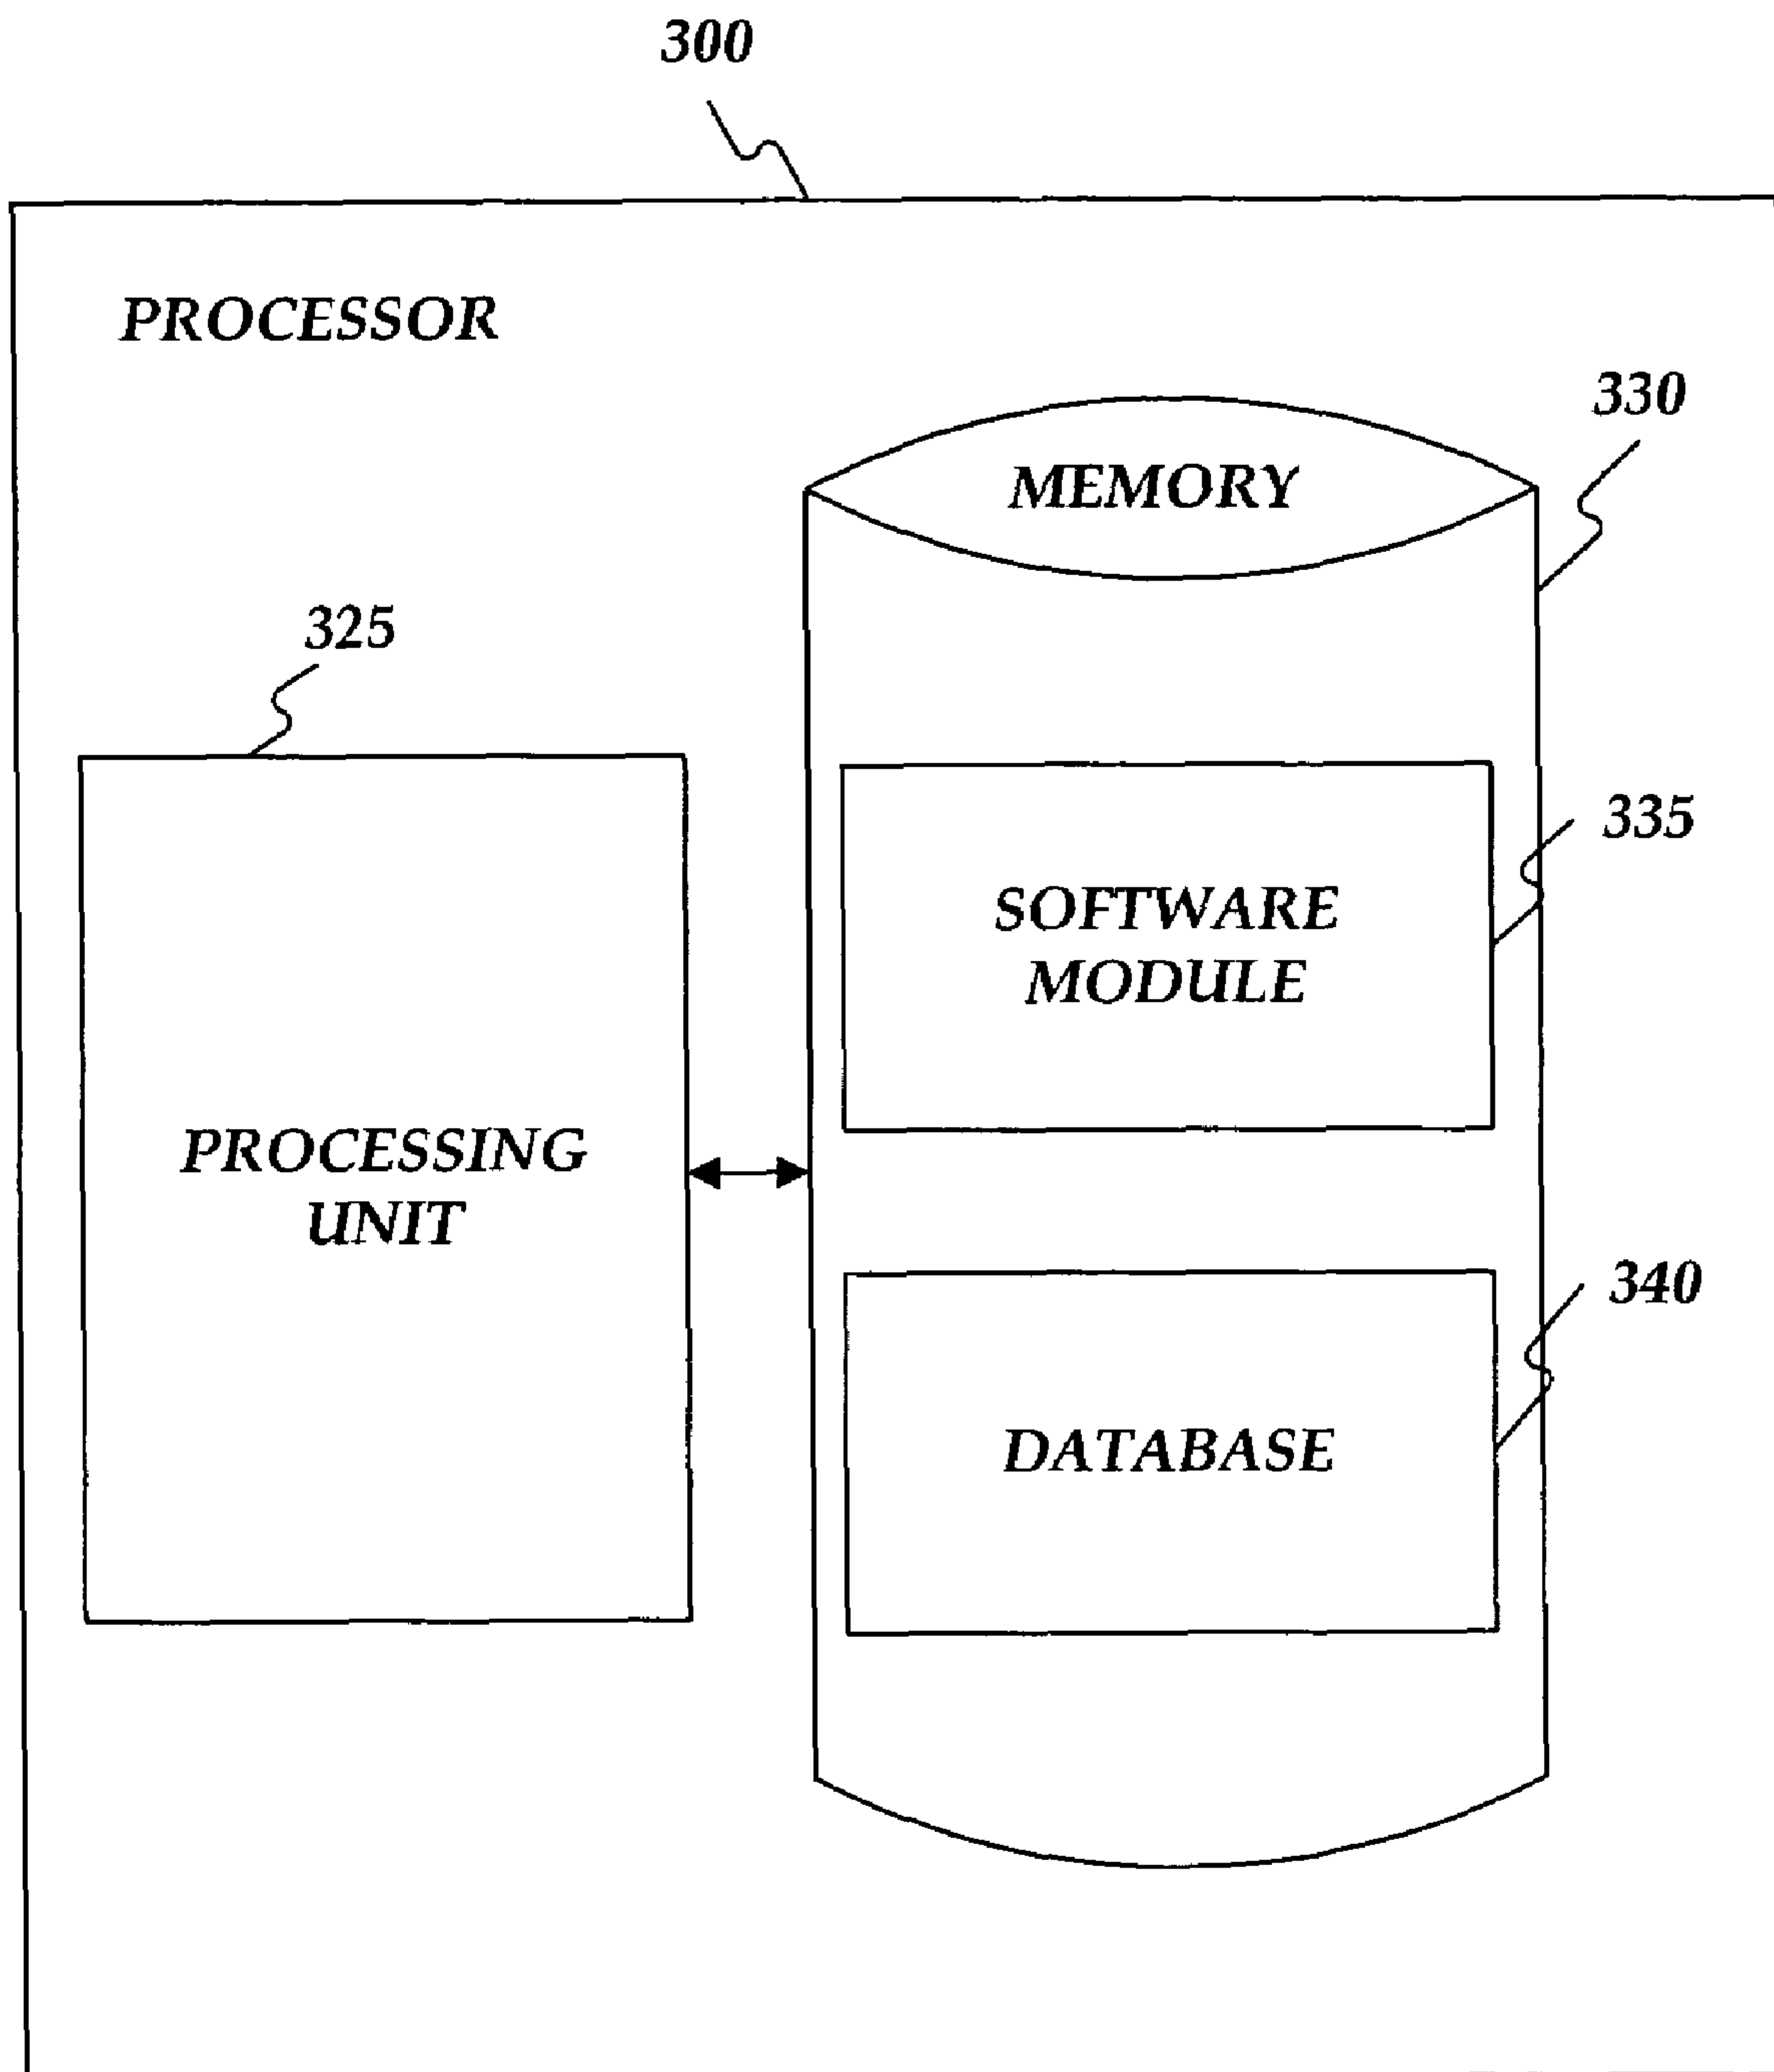 300
PROCESSOR
330
MEMORY
325
335
SOFTWARE
MODULE
PROCESSING
UNIT
340
DATABASE